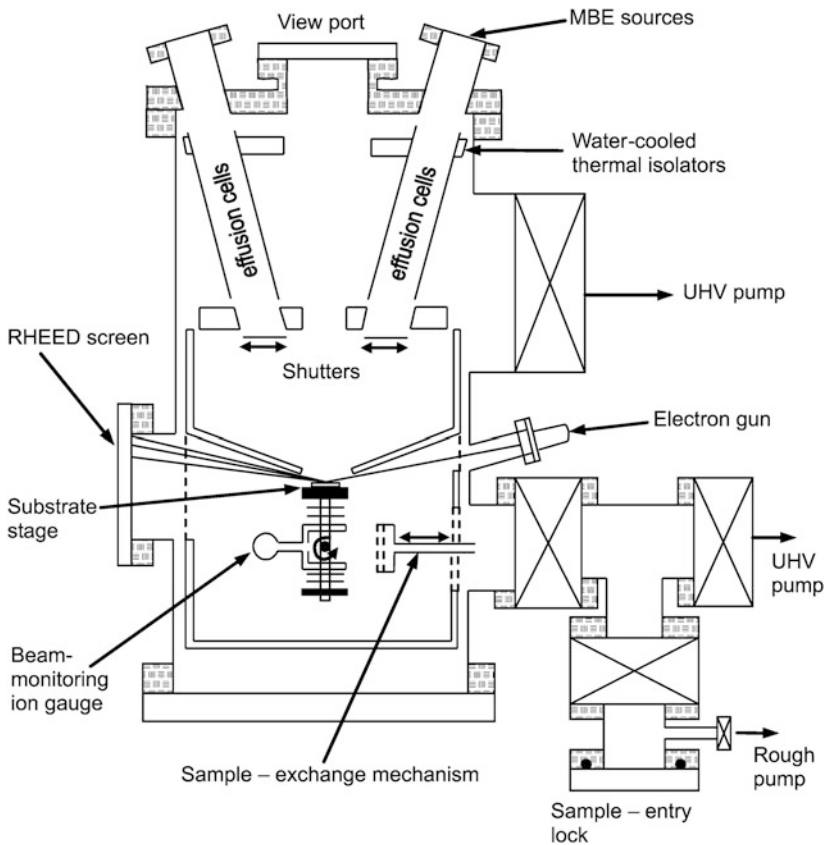 MBE sources
View port
Water-cooled
thermal isolators
effusion cells
effusion cells
UHV pump
RHEED screen
Shutters
Electron gun
Substrate
stage
UHV
pump
Beam-
monitoring
ion gauge
Sample – exchange mechanism
Rough
pump
Sample – entry
lock